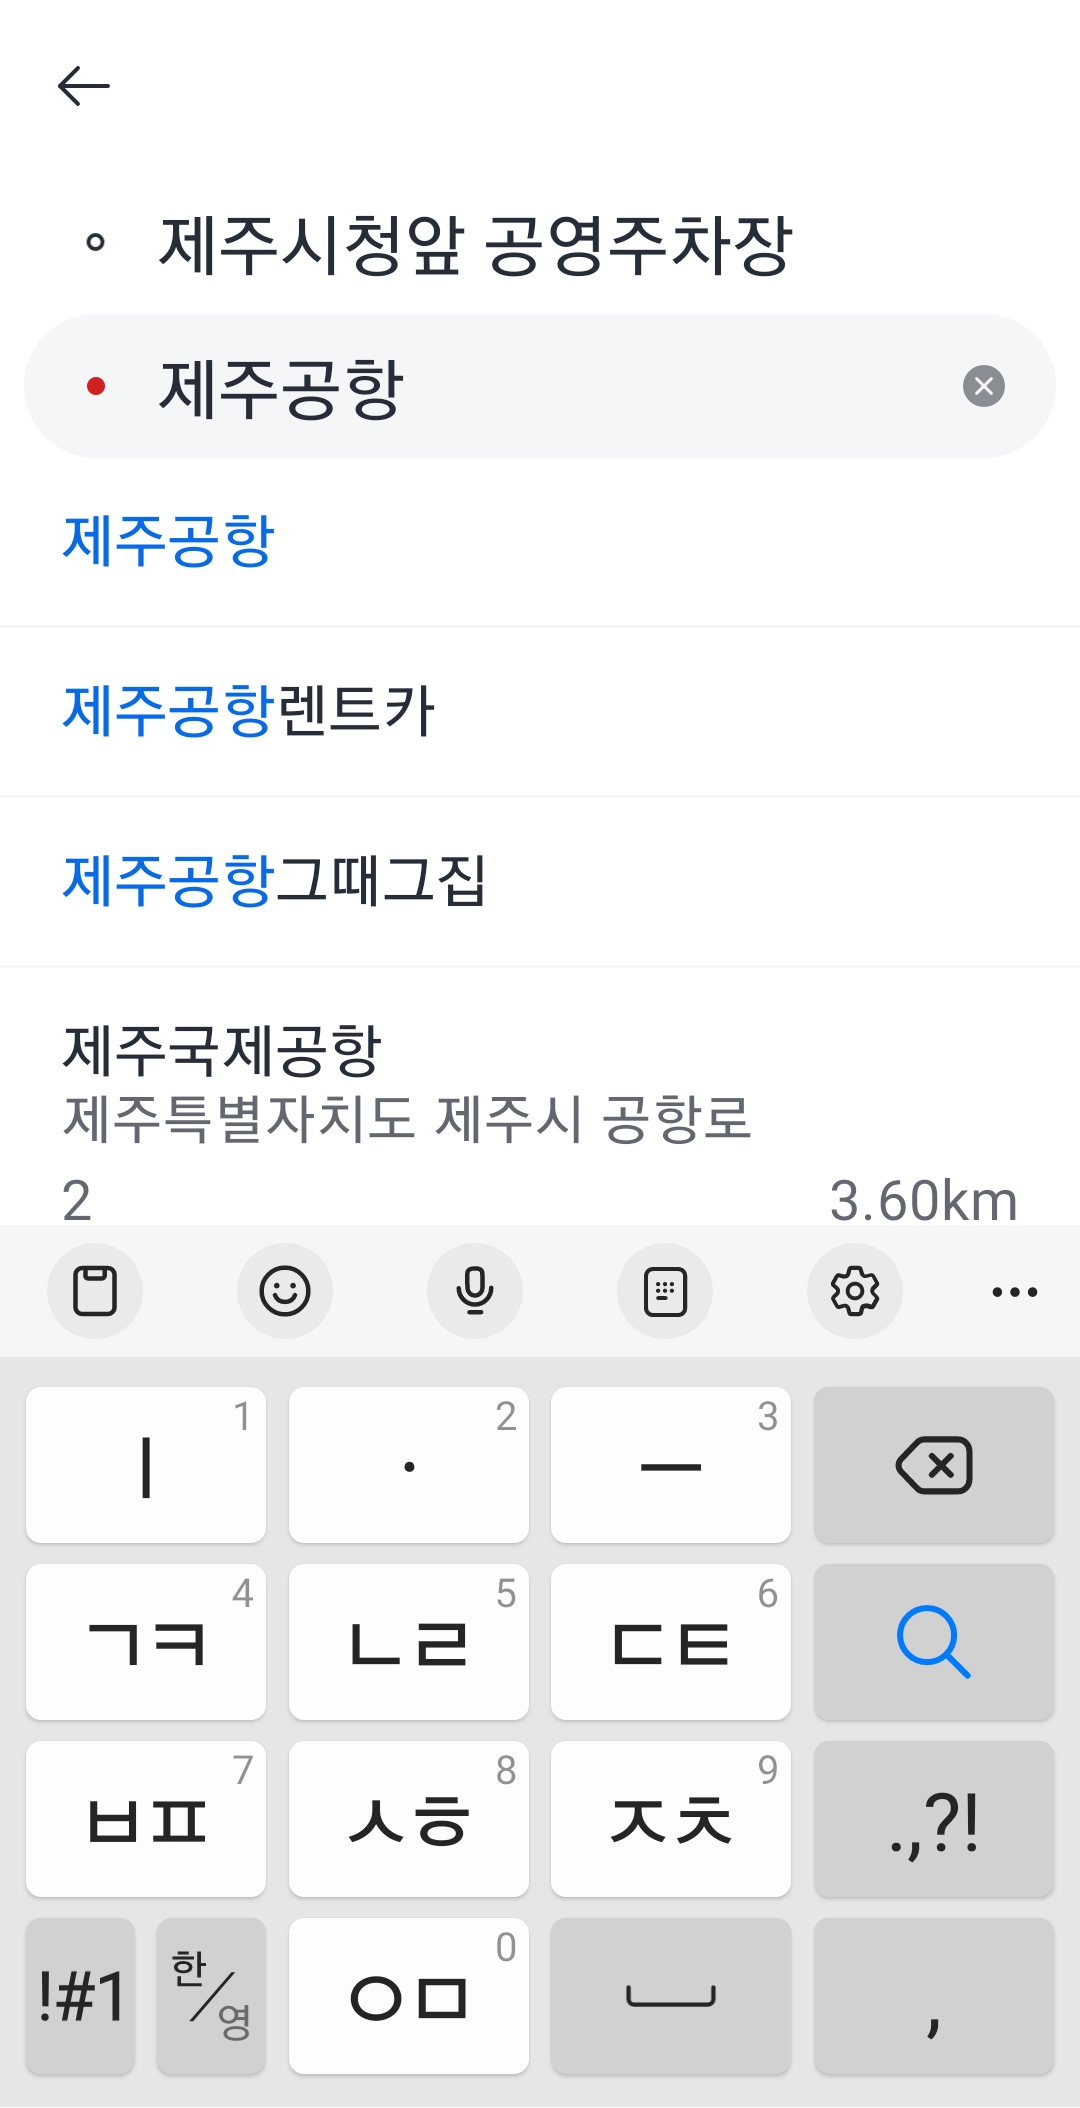 제주시청앞 공영주차장
제주공항
제주공항
제주공항렌트카
제주공항그때그집
제주국제공항
제주특별자치도 제주시 공항로
2 3.60km
ㅣ 1 · 2 ㅡ 3
ㄱㅋ 4 ㄴㄹ 5 ㄷㅌ 6
ㅂㅍ 7 ㅅㅎ 8 ㅈㅊ 9 .,?!
!#1 한/영 ㅇㅁ 0 ,